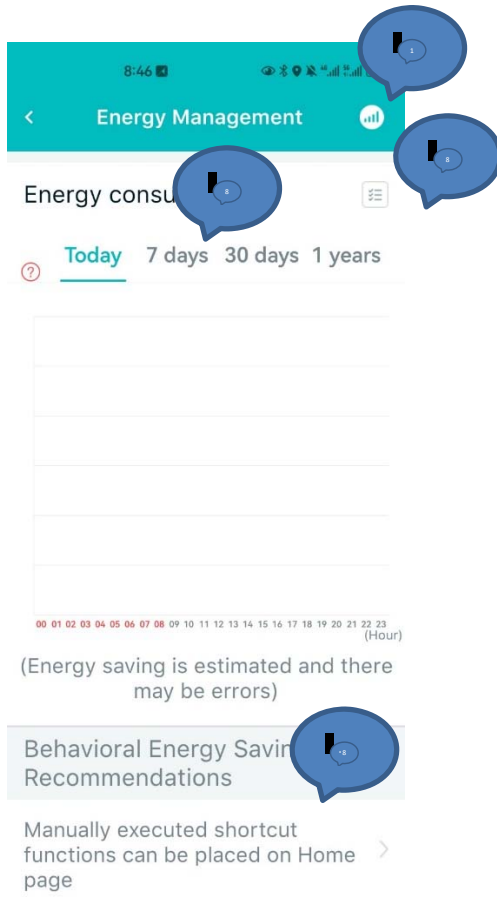 1
8:46
Energy Management
8
Energy consu
8
Today 7 days 30 days 1 years
?
00 01 02 03 04 05 06 07 08 09 10 11 12 13 14 15 16 17 18 19 20 21 22 23
(Hour)
(Energy saving is estimated and there
may be errors)
Behavioral Energy Savin
Recommendations
Manually executed shortcut
functions can be placed on Home
page